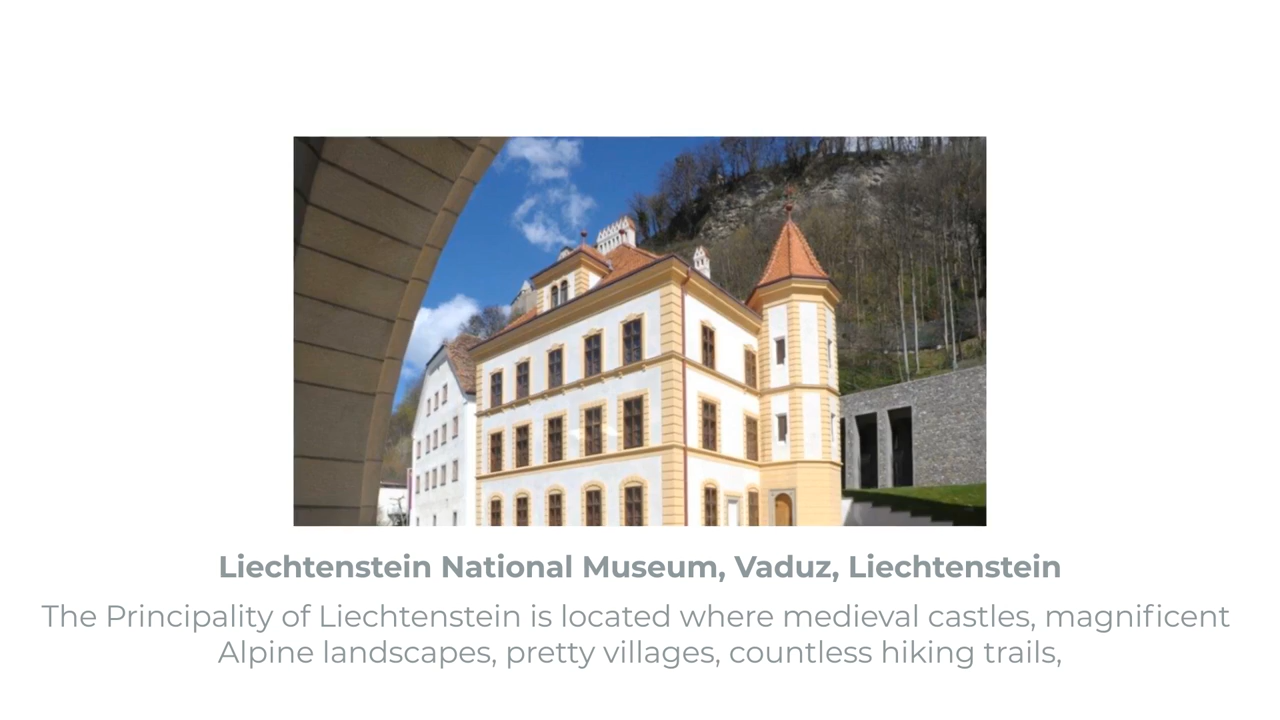 Liechtenstein National Museum, Vaduz, Liechtenstein
The Principality of Liechtenstein is located where medieval castles, magnificent
Alpine landscapes, pretty villages, countless hiking trails,